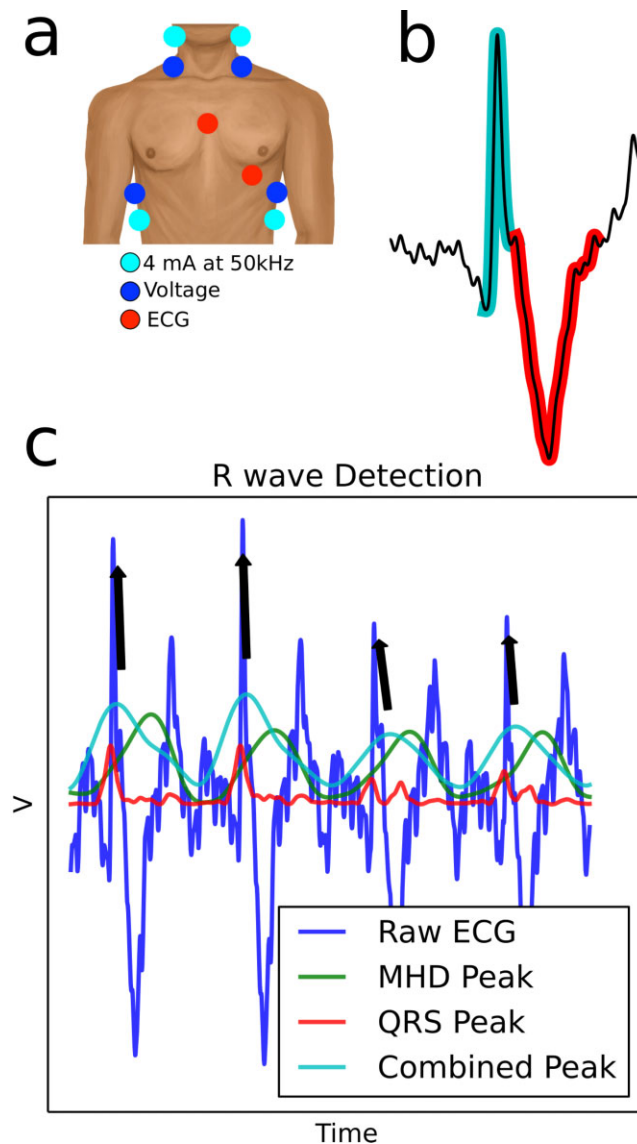 a
b
4 mA at 50kHz
Voltage
ECG
c
R wave Detection
V
Raw ECG
MHD Peak
QRS Peak
Combined Peak
Time